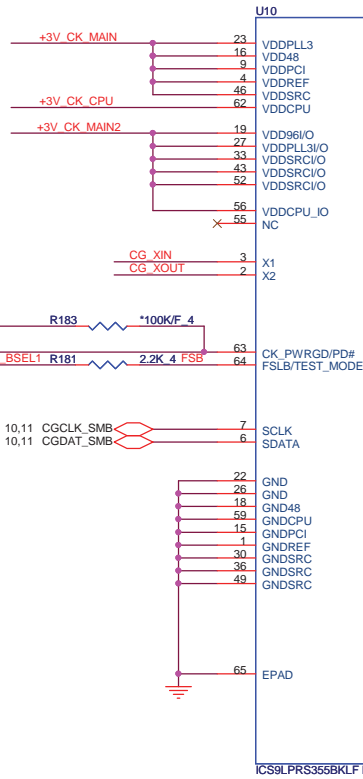 U10
+3V_CK_MAIN 23 VDDPLL3
16 VDD48
9 VDDPCI
4 VDDREF
46 VDDSRC
+3V_CK_CPU 62 VDDCPU
+3V_CK_MAIN2 19 VDD96I/O
27 VDDPLL3I/O
33 VDDSRCI/O
43 VDDSRCI/O
52 VDDSRCI/O
56 VDDCPU_IO
55 NC
CG_XIN 3 X1
CG_XOUT 2 X2
R183 *100K/F_4
63 CK_PWRGD/PD#
_BSEL1 R181 2.2K_4 FSB 64 FSLB/TEST_MODE
10,11 CGCLK_SMB 7 SCLK
10,11 CGDAT_SMB 6 SDATA
22 GND
26 GND
18 GND48
59 GNDCPU
15 GNDPCI
1 GNDREF
30 GNDSRC
36 GNDSRC
49 GNDSRC
65 EPAD
ICS9LPRS355BKLF